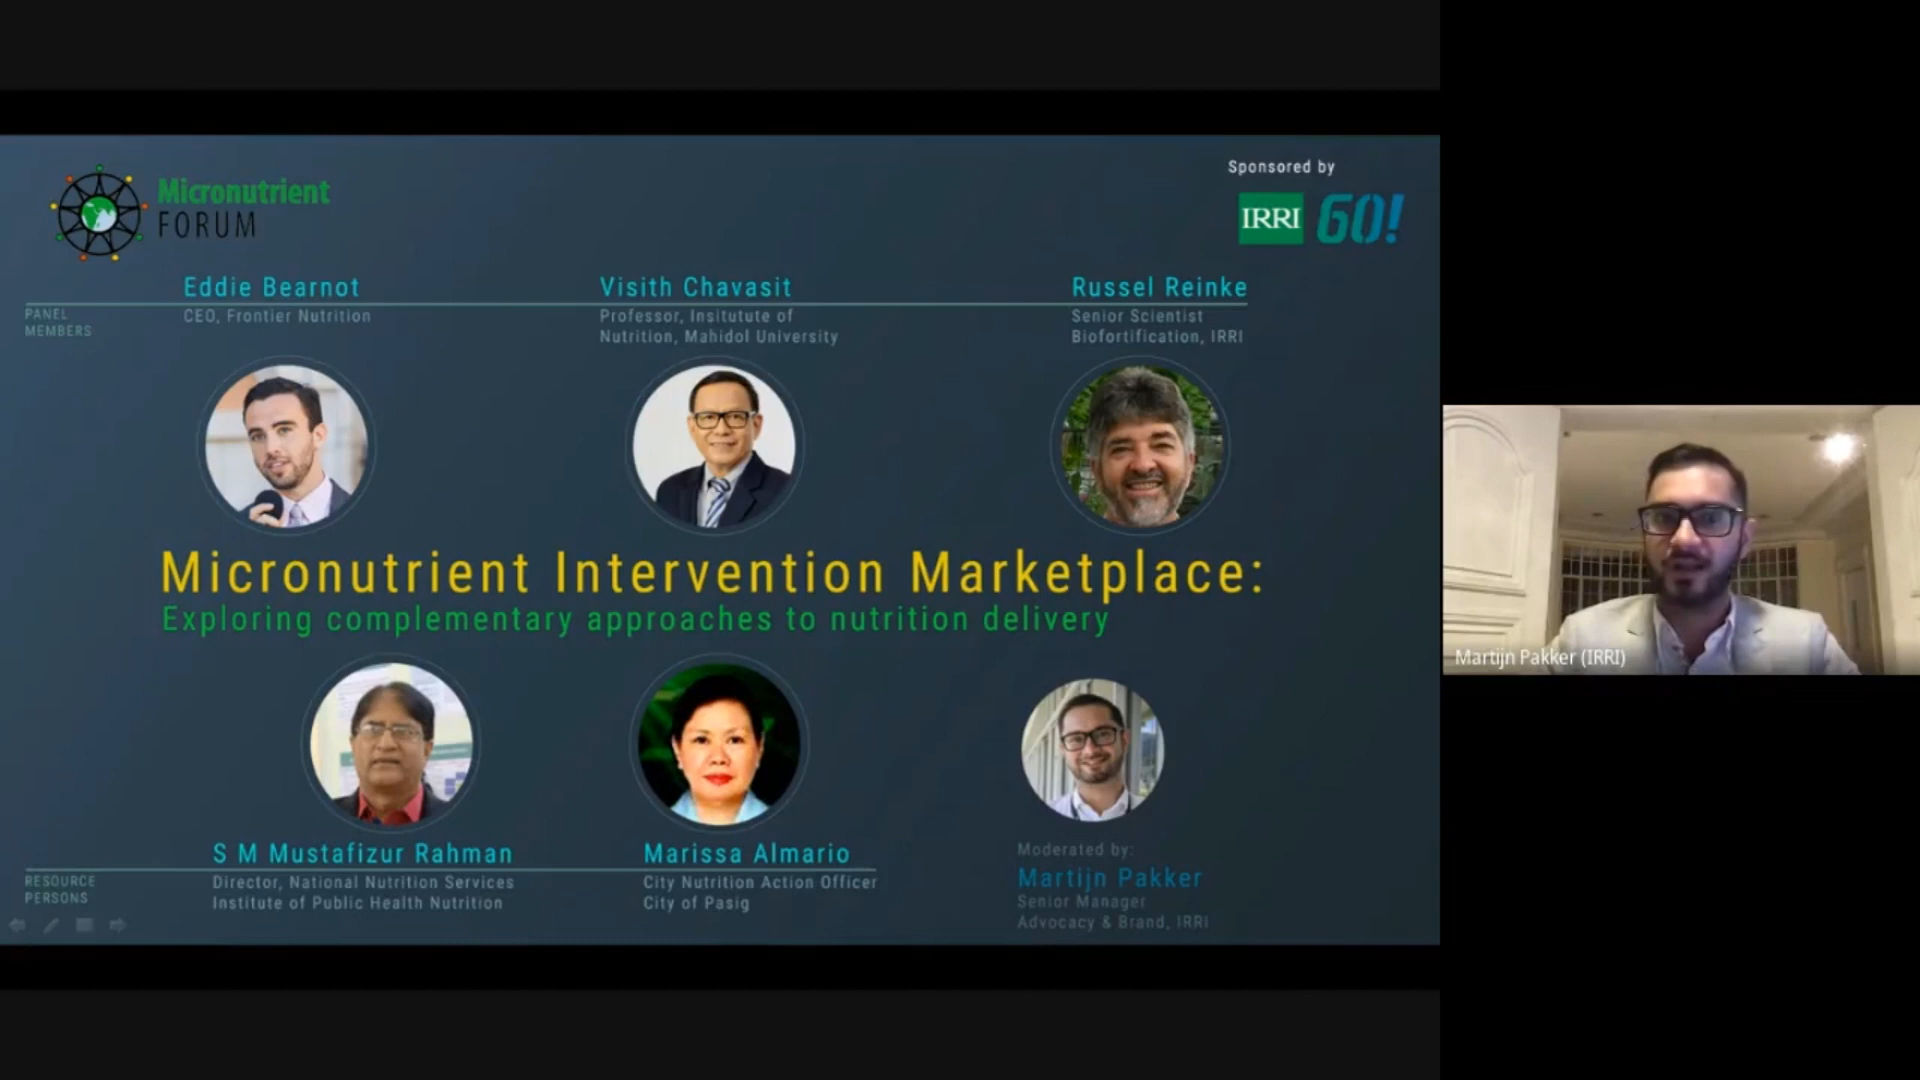 Micronutrient
FORUM
Sponsored by
IRRI 60!
Eddie Bearnot
Visith Chavasit
Russel Reinke
PANEL
MEMBERS
CEO, Frontier Nutrition
Professor, Insitutute of
Nutrition, Mahidol University
Senior Scientist
Biofortification, IRRI
Micronutrient Intervention Marketplace:
Exploring complementary approaches to nutrition delivery
Martijn Pakker (IRRI)
S M Mustafizur Rahman
Marissa Almario
RESOURCE
PERSONS
Director, National Nutrition Services
Institute of Public Health Nutrition
City Nutrition Action Officer
City of Pasig
Moderated by:
Martijn Pakker
Senior Manager
Advocacy & Brand, IRRI